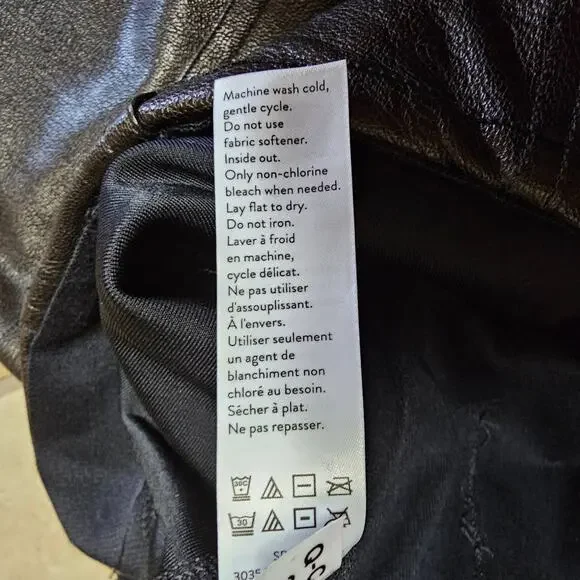 Machine wash cold,
gentle cycle.
Do not use
fabric softener.
Inside out.
Only non-chlorine
bleach when needed.
Lay flat to dry.
Do not iron.
Laver à froid
en machine,
cycle délicat.
Ne pas utiliser
d'assouplissant.
À l'envers.
Utiliser seulement
un agent de
blanchiment non
chloré au besoin.
Sécher à plat.
Ne pas repasser.
30C
30